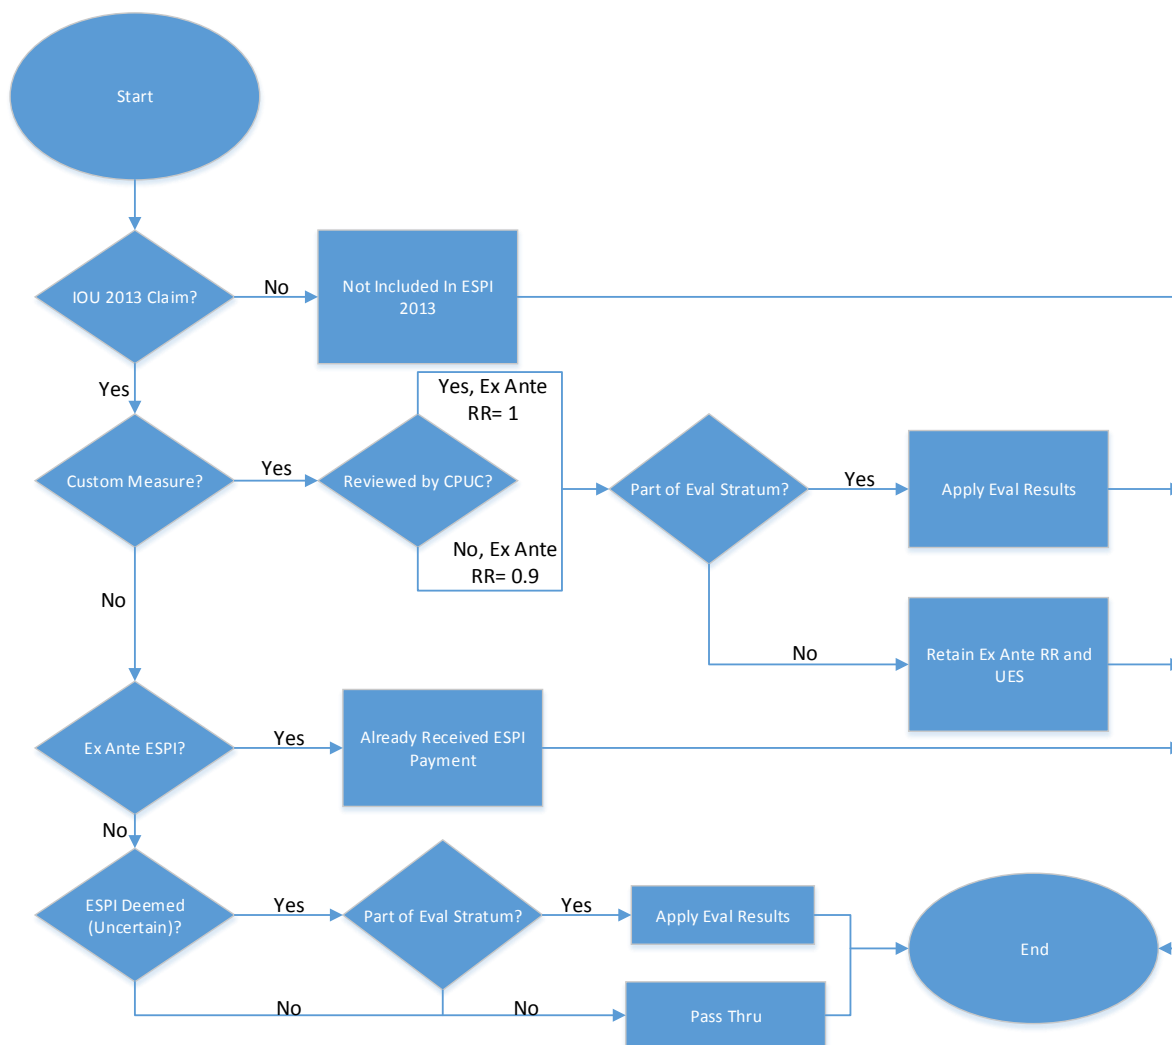 Start
IOU 2013 Claim?
No
Not Included In ESPI
2013
Yes
Yes, Ex Ante
RR= 1
Custom Measure?
Yes
Reviewed by CPUC?
Part of Eval Stratum?
Yes
Apply Eval Results
No, Ex Ante
RR= 0.9
No
No
Retain Ex Ante RR and
UES
Ex Ante ESPI?
Yes
Already Received ESPI
Payment
No
ESPI Deemed
(Uncertain)?
Yes
Part of Eval Stratum?
Yes
Apply Eval Results
End
No
No
Pass Thru